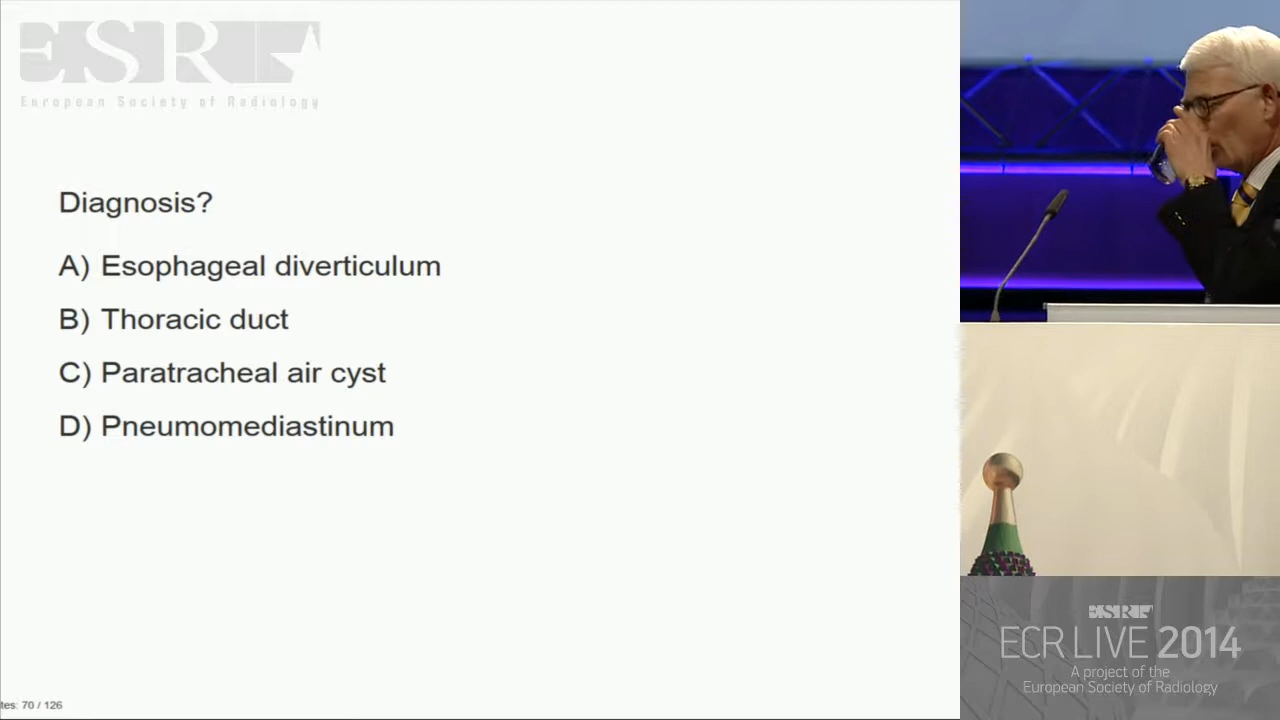 ESR
European Society of Radiology
Diagnosis?
A) Esophageal diverticulum
B) Thoracic duct
C) Paratracheal air cyst
D) Pneumomediastinum
tes: 70 / 126
ESR
ECR LIVE 2014
A project of the
European Society of Radiology